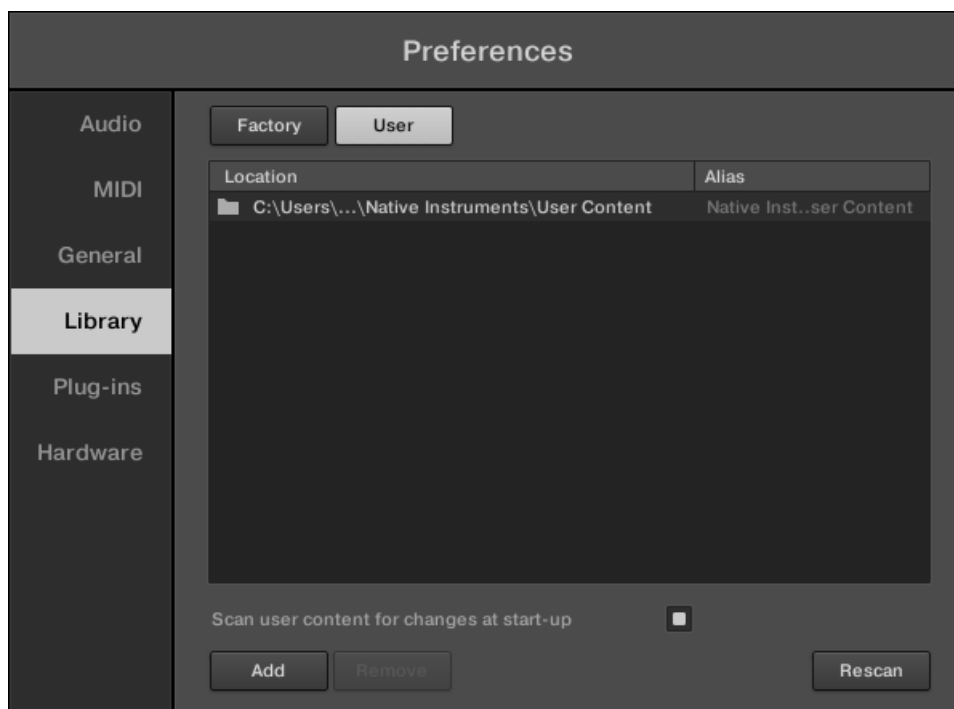 Preferences
Audio
MIDI
General
Library
Plug-ins
Hardware
Factory User
Location Alias
C:\Users\...\Native Instruments\User Content Native Inst..ser Content
Scan user content for changes at start-up
Add Remove Rescan